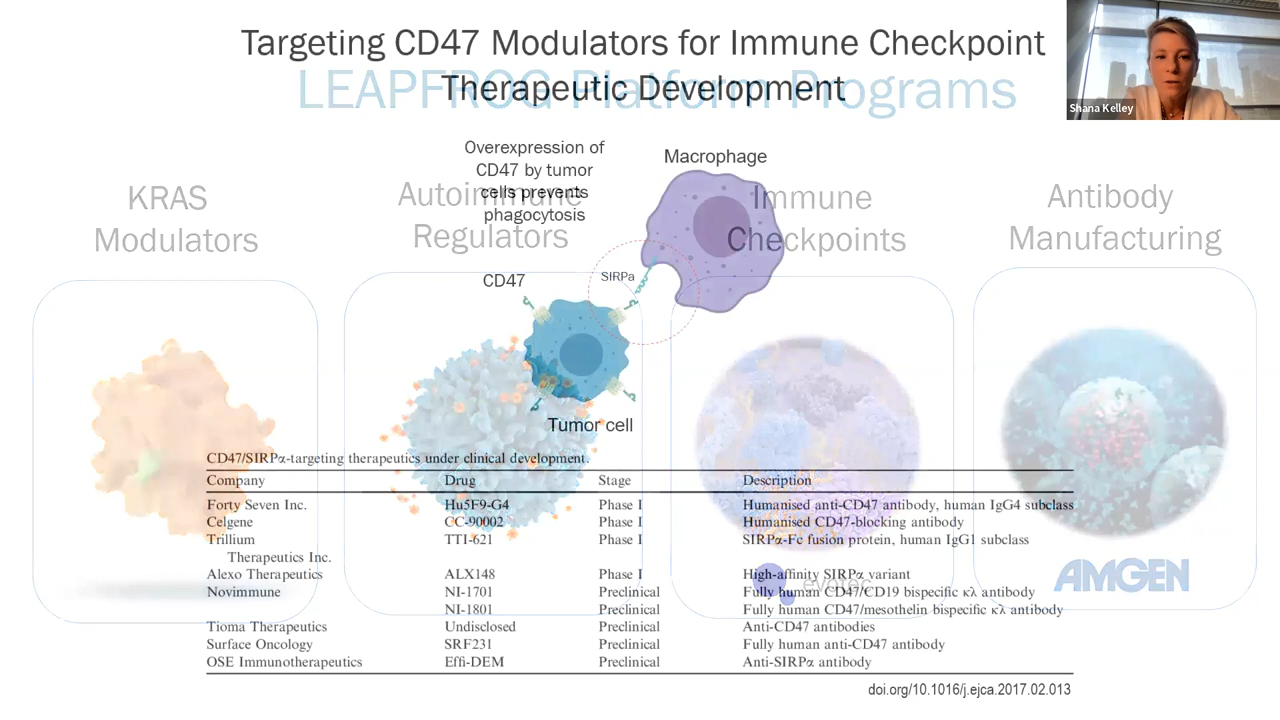 Targeting CD47 Modulators for Immune Checkpoint
Therapeutic Development
LEAPFROG Platform Programs
Shana Kelley
Overexpression of
CD47 by tumor
cells prevents
phagocytosis
Macrophage
KRAS
Modulators
Autoimmune
Regulators
Immune
Checkpoints
Antibody
Manufacturing
CD47
SIRPa
Tumor cell
evotec
AMGEN
CD47/SIRPα-targeting therapeutics under clinical development.
Company Drug Stage Description
Forty Seven Inc. Hu5F9-G4 Phase I Humanised anti-CD47 antibody, human IgG4 subclass
Celgene CC-90002 Phase I Humanised CD47-blocking antibody
Trillium TTI-621 Phase I SIRPα-Fc fusion protein, human IgG1 subclass
Therapeutics Inc.
Alexo Therapeutics ALX148 Phase I High-affinity SIRPα variant
Novimmune NI-1701 Preclinical Fully human CD47/CD19 bispecific κλ antibody
NI-1801 Preclinical Fully human CD47/mesothelin bispecific κλ antibody
Tioma Therapeutics Undisclosed Preclinical Anti-CD47 antibodies
Surface Oncology SRF231 Preclinical Fully human anti-CD47 antibody
OSE Immunotherapeutics Effi-DEM Preclinical Anti-SIRPα antibody
doi.org/10.1016/j.ejca.2017.02.013